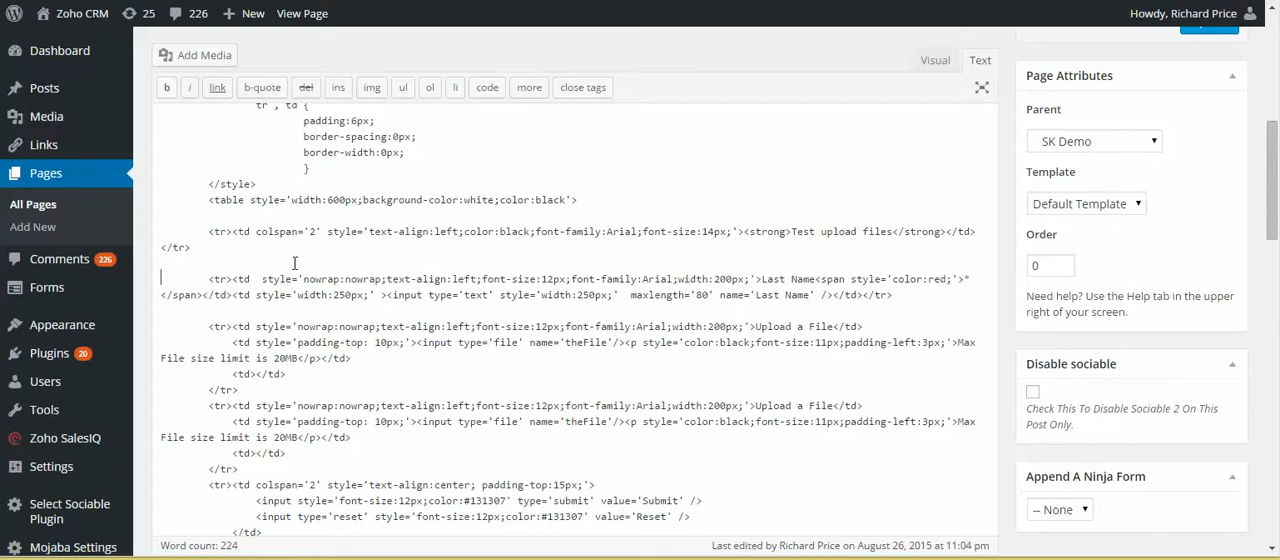 Zoho CRM 25 226 New View Page Howdy, Richard Price
Dashboard
Posts
Media
Links
Pages
All Pages
Add New
Comments 226
Forms
Appearance
Plugins 20
Users
Tools
Zoho SalesIQ
Settings
Select Sociable
Plugin
Mojaba Settings
Add Media
Visual Text
b i link b-quote del ins img ul ol li code more close tags
tr , td {
padding:6px;
border-spacing:0px;
border-width:0px;
}
</style>
<table style='width:600px;background-color:white;color:black'>
<tr><td colspan='2' style='text-align:left;color:black;font-family:Arial;font-size:14px;'><strong>Test upload files</strong></td>
</tr>
<tr><td  style='nowrap:nowrap;text-align:left;font-size:12px;font-family:Arial;width:200px;'>Last Name<span style='color:red;'>*
</span></td><td style='width:250px;' ><input type='text' style='width:250px;'  maxlength='80' name='Last Name' /></td></tr>
<tr><td style='nowrap:nowrap;text-align:left;font-size:12px;font-family:Arial;width:200px;'>Upload a File</td>
<td style='padding-top: 10px;'><input type='file' name='theFile'/><p style='color:black;font-size:11px;padding-left:3px;'>Max
File size limit is 20MB</p></td>
<td></td>
</tr>
<tr><td style='nowrap:nowrap;text-align:left;font-size:12px;font-family:Arial;width:200px;'>Upload a File</td>
<td style='padding-top: 10px;'><input type='file' name='theFile'/><p style='color:black;font-size:11px;padding-left:3px;'>Max
File size limit is 20MB</p></td>
<td></td>
</tr>
<tr><td colspan='2' style='text-align:center; padding-top:15px;'>
<input style='font-size:12px;color:#131307' type='submit' value='Submit' />
<input type='reset' style='font-size:12px;color:#131307' value='Reset' />
</td>
Word count: 224 Last edited by Richard Price on August 26, 2015 at 11:04 pm
Page Attributes
Parent
SK Demo
Template
Default Template
Order
0
Need help? Use the Help tab in the upper
right of your screen.
Disable sociable
Check This To Disable Sociable 2 On This
Post Only.
Append A Ninja Form
-- None